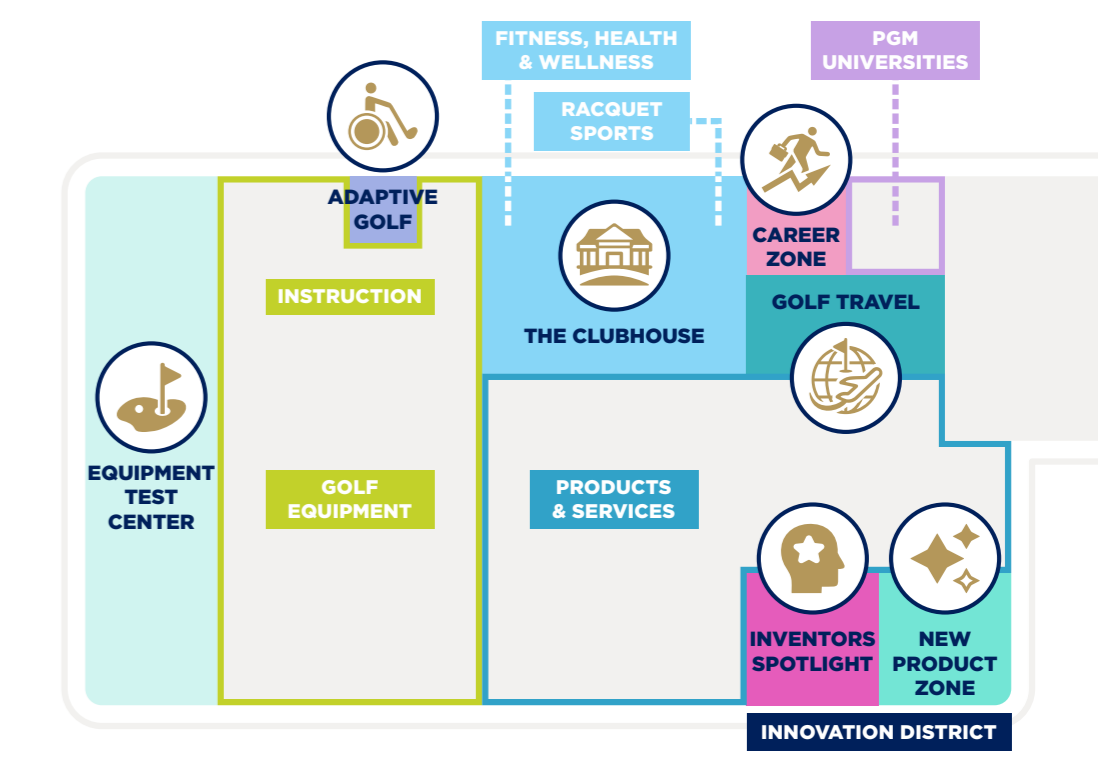 FITNESS, HEALTH
& WELLNESS
PGM
UNIVERSITIES
RACQUET
SPORTS
ADAPTIVE
GOLF
CAREER
ZONE
INSTRUCTION
GOLF TRAVEL
THE CLUBHOUSE
EQUIPMENT
TEST
CENTER
GOLF
EQUIPMENT
PRODUCTS
& SERVICES
INVENTORS
SPOTLIGHT
NEW
PRODUCT
ZONE
INNOVATION DISTRICT